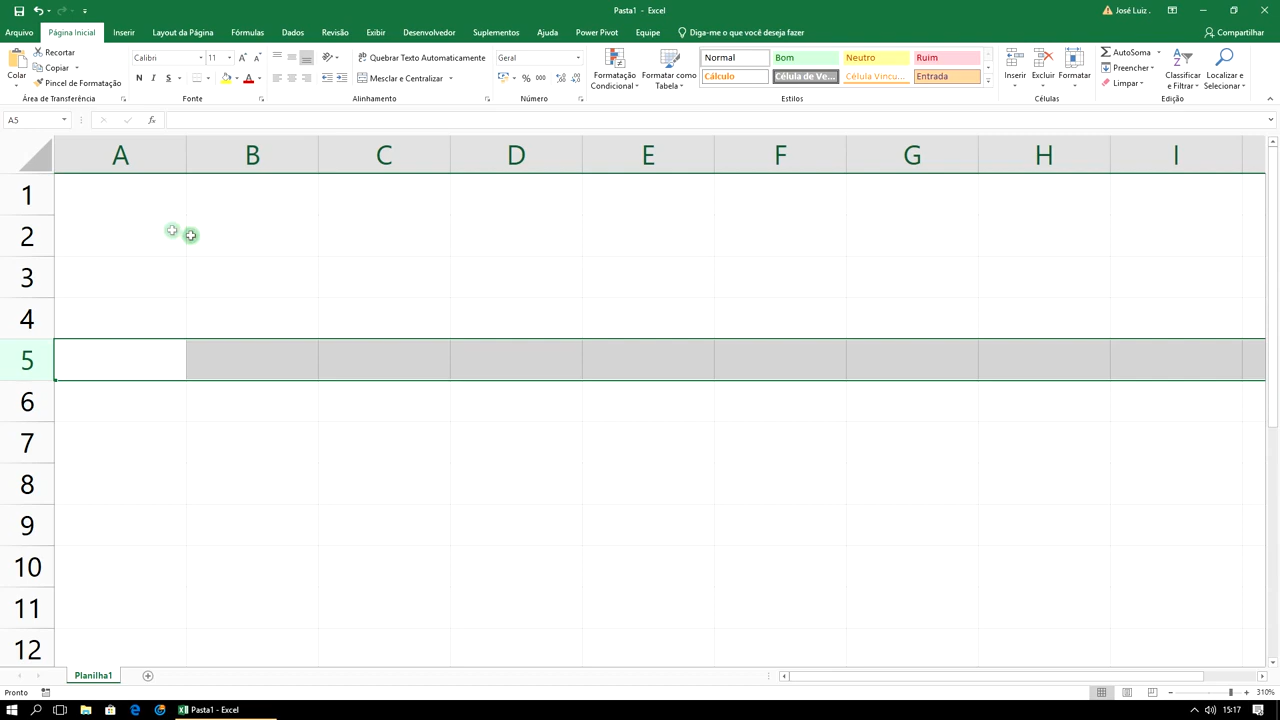 Pasta1 - Excel
José Luiz .
Arquivo Página Inicial Inserir Layout da Página Fórmulas Dados Revisão Exibir Desenvolvedor Suplementos Ajuda Power Pivot Equipe Diga-me o que você deseja fazer Compartilhar
Colar
Recortar
Copiar
Pincel de Formatação
Área de Transferência
Calibri 11
N I S
Fonte
Quebrar Texto Automaticamente
Mesclar e Centralizar
Alinhamento
Geral
% 000
Número
Formatação Condicional
Formatar como Tabela
Normal Bom Neutro Ruim
Cálculo Célula de Ve... Célula Vincu... Entrada
Estilos
Inserir Excluir Formatar
Células
AutoSoma
Preencher
Limpar
Classificar e Filtrar
Localizar e Selecionar
Edição
A5 fx
A B C D E F G H I
1
2
3
4
5
6
7
8
9
10
11
12
Planilha1
Pronto 310%
Pasta1 - Excel 15:17